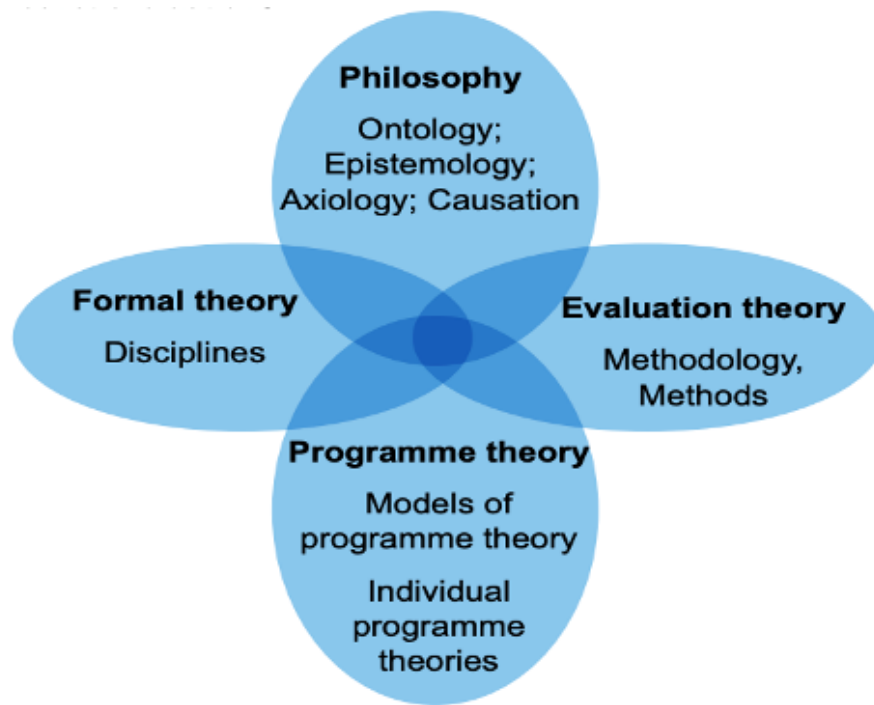 Philosophy
Ontology;
Epistemology;
Axiology; Causation
Formal theory
Disciplines
Evaluation theory
Methodology,
Methods
Programme theory
Models of
programme theory
Individual
programme
theories